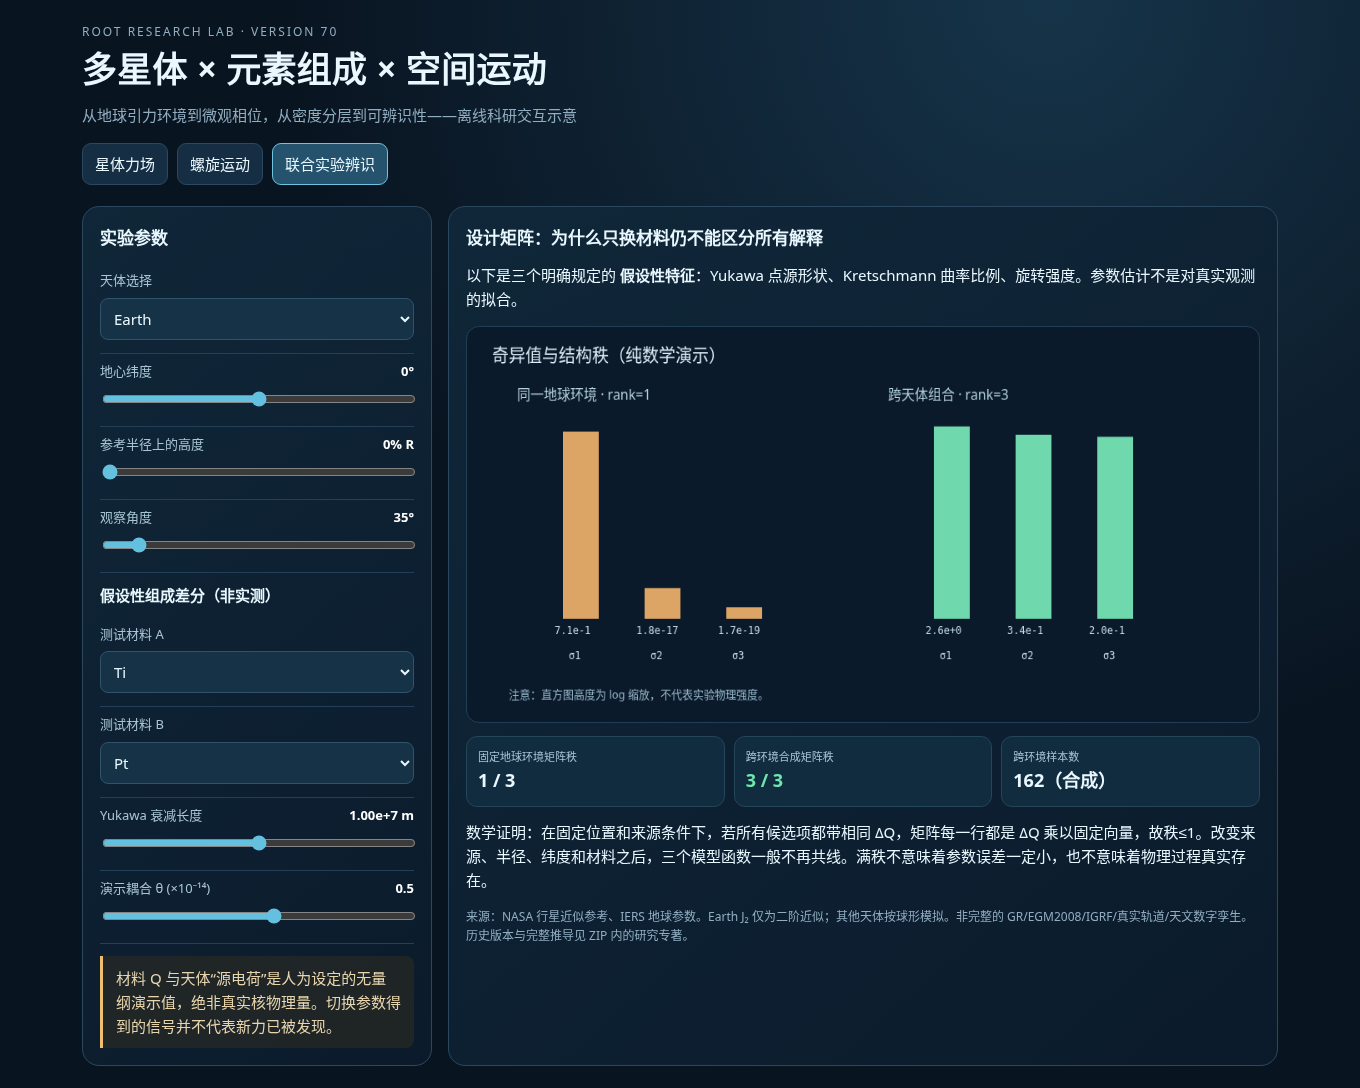 ROOT RESEARCH LAB · VERSION 70
多星体 × 元素组成 × 空间运动
从地球引力环境到微观相位，从密度分层到可辨识性——离线科研交互示意
星体力场
螺旋运动
联合实验辨识
实验参数
天体选择
Earth
地心纬度 0°
参考半径上的高度 0% R
观察角度 35°
假设性组成差分（非实测）
测试材料 A
Ti
测试材料 B
Pt
Yukawa 衰减长度 1.00e+7 m
演示耦合 θ (×10⁻¹⁴) 0.5
材料 Q 与天体“源电荷”是人为设定的无量
纲演示值，绝非真实核物理量。切换参数得
到的信号并不代表新力已被发现。
设计矩阵：为什么只换材料仍不能区分所有解释
以下是三个明确规定的 假设性特征：Yukawa 点源形状、Kretschmann 曲率比例、旋转强度。参数估计不是对真实观测
的拟合。
奇异值与结构秩（纯数学演示）
同一地球环境 · rank=1
跨天体组合 · rank=3
7.1e-1 1.8e-17 1.7e-19
σ1 σ2 σ3
2.6e+0 3.4e-1 2.0e-1
σ1 σ2 σ3
注意：直方图高度为 log 缩放，不代表实验物理强度。
固定地球环境矩阵秩
1 / 3
跨环境合成矩阵秩
3 / 3
跨环境样本数
162（合成）
数学证明：在固定位置和来源条件下，若所有候选项都带相同 ΔQ，矩阵每一行都是 ΔQ 乘以固定向量，故秩≤1。改变来
源、半径、纬度和材料之后，三个模型函数一般不再共线。满秩不意味着参数误差一定小，也不意味着物理过程真实存
在。
来源：NASA 行星近似参考、IERS 地球参数。Earth J₂ 仅为二阶近似；其他天体按球形模拟。非完整的 GR/EGM2008/IGRF/真实轨道/天文数字孪生。
历史版本与完整推导见 ZIP 内的研究专著。